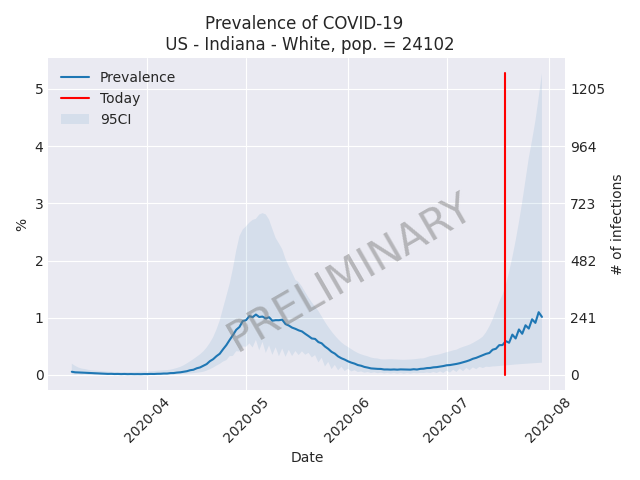 Prevalence of COVID-19
US - Indiana - White, pop. = 24102
Prevalence
Today
95CI
5
4
3
2
1
0
%
1205
964
723
482
241
0
# of infections
PRELIMINARY
2020-04
2020-05
2020-06
2020-07
2020-08
Date